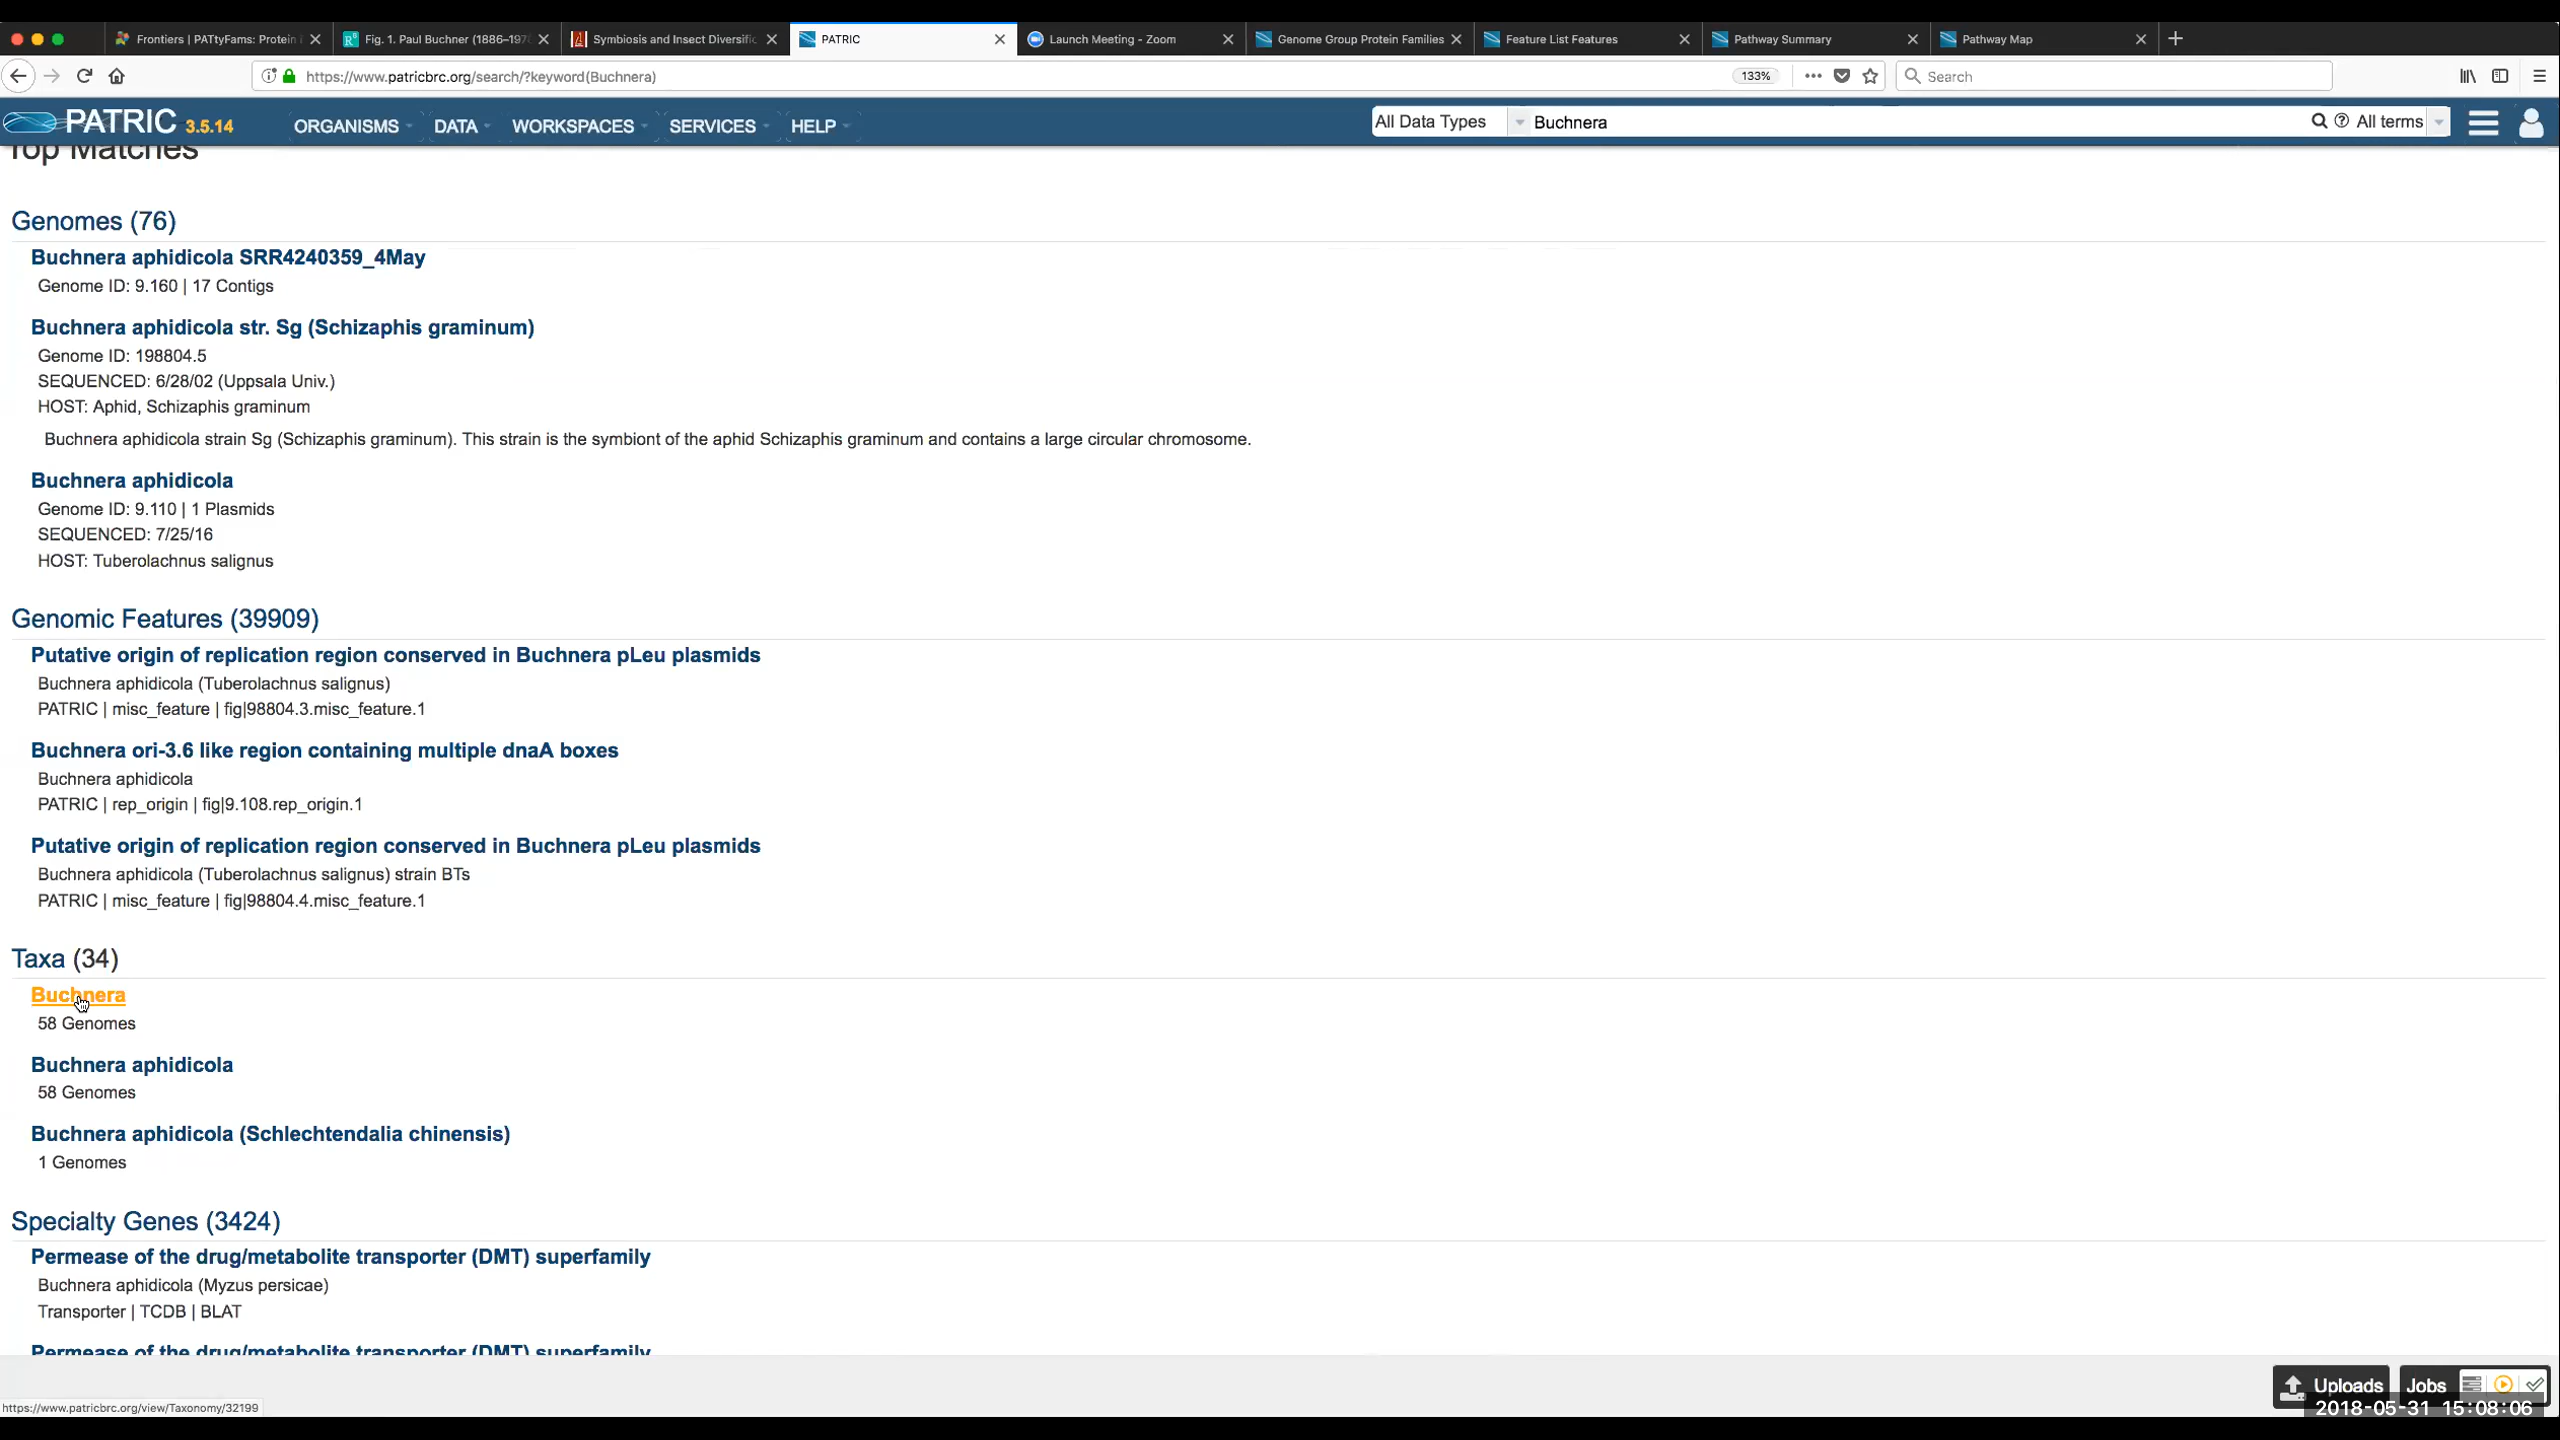 Frontiers | PATtyFams: Protein
Fig. 1. Paul Buchner (1886–197
Symbiosis and Insect Diversific
PATRIC
Launch Meeting - Zoom
Genome Group Protein Families
Feature List Features
Pathway Summary
Pathway Map
https://www.patricbrc.org/search/?keyword(Buchnera)
133%
Search
PATRIC 3.5.14
ORGANISMS
DATA
WORKSPACES
SERVICES
HELP
All Data Types
Buchnera
All terms
Top Matches
Genomes (76)
Buchnera aphidicola SRR4240359_4May
Genome ID: 9.160 | 17 Contigs
Buchnera aphidicola str. Sg (Schizaphis graminum)
Genome ID: 198804.5
SEQUENCED: 6/28/02 (Uppsala Univ.)
HOST: Aphid, Schizaphis graminum
Buchnera aphidicola strain Sg (Schizaphis graminum). This strain is the symbiont of the aphid Schizaphis graminum and contains a large circular chromosome.
Buchnera aphidicola
Genome ID: 9.110 | 1 Plasmids
SEQUENCED: 7/25/16
HOST: Tuberolachnus salignus
Genomic Features (39909)
Putative origin of replication region conserved in Buchnera pLeu plasmids
Buchnera aphidicola (Tuberolachnus salignus)
PATRIC | misc_feature | fig|98804.3.misc_feature.1
Buchnera ori-3.6 like region containing multiple dnaA boxes
Buchnera aphidicola
PATRIC | rep_origin | fig|9.108.rep_origin.1
Putative origin of replication region conserved in Buchnera pLeu plasmids
Buchnera aphidicola (Tuberolachnus salignus) strain BTs
PATRIC | misc_feature | fig|98804.4.misc_feature.1
Taxa (34)
Buchnera
58 Genomes
Buchnera aphidicola
58 Genomes
Buchnera aphidicola (Schlechtendalia chinensis)
1 Genomes
Specialty Genes (3424)
Permease of the drug/metabolite transporter (DMT) superfamily
Buchnera aphidicola (Myzus persicae)
Transporter | TCDB | BLAT
Permease of the drug/metabolite transporter (DMT) superfamily
Uploads
Jobs
https://www.patricbrc.org/view/Taxonomy/32199
2018-05-31 15:08:06